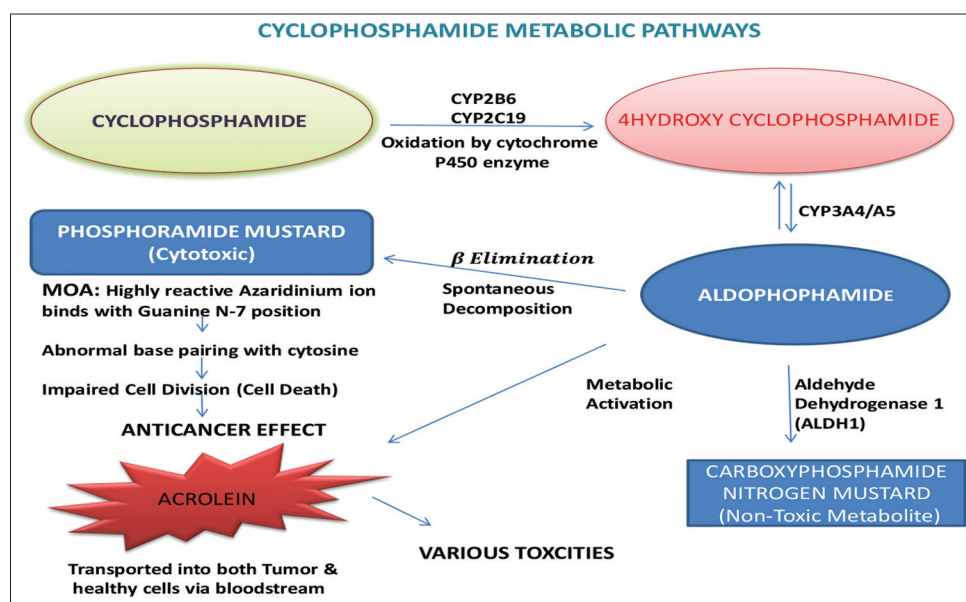 CYCLOPHOSPHAMIDE METABOLIC PATHWAYS
CYCLOPHOSPHAMIDE
CYP2B6
CYP2C19
Oxidation by cytochrome
P450 enzyme
4HYDROXY CYCLOPHOSPHAMIDE
CYP3A4/A5
ALDOPHOPHAMIDE
β Elimination
Spontaneous
Decomposition
PHOSPHORAMIDE MUSTARD
(Cytotoxic)
MOA: Highly reactive Azaridinium ion
binds with Guanine N-7 position
Abnormal base pairing with cytosine
Impaired Cell Division (Cell Death)
ANTICANCER EFFECT
Metabolic
Activation
Aldehyde
Dehydrogenase 1
(ALDH1)
CARBOXYPHOSPHAMIDE
NITROGEN MUSTARD
(Non-Toxic Metabolite)
ACROLEIN
VARIOUS TOXCITIES
Transported into both Tumor &
healthy cells via bloodstream